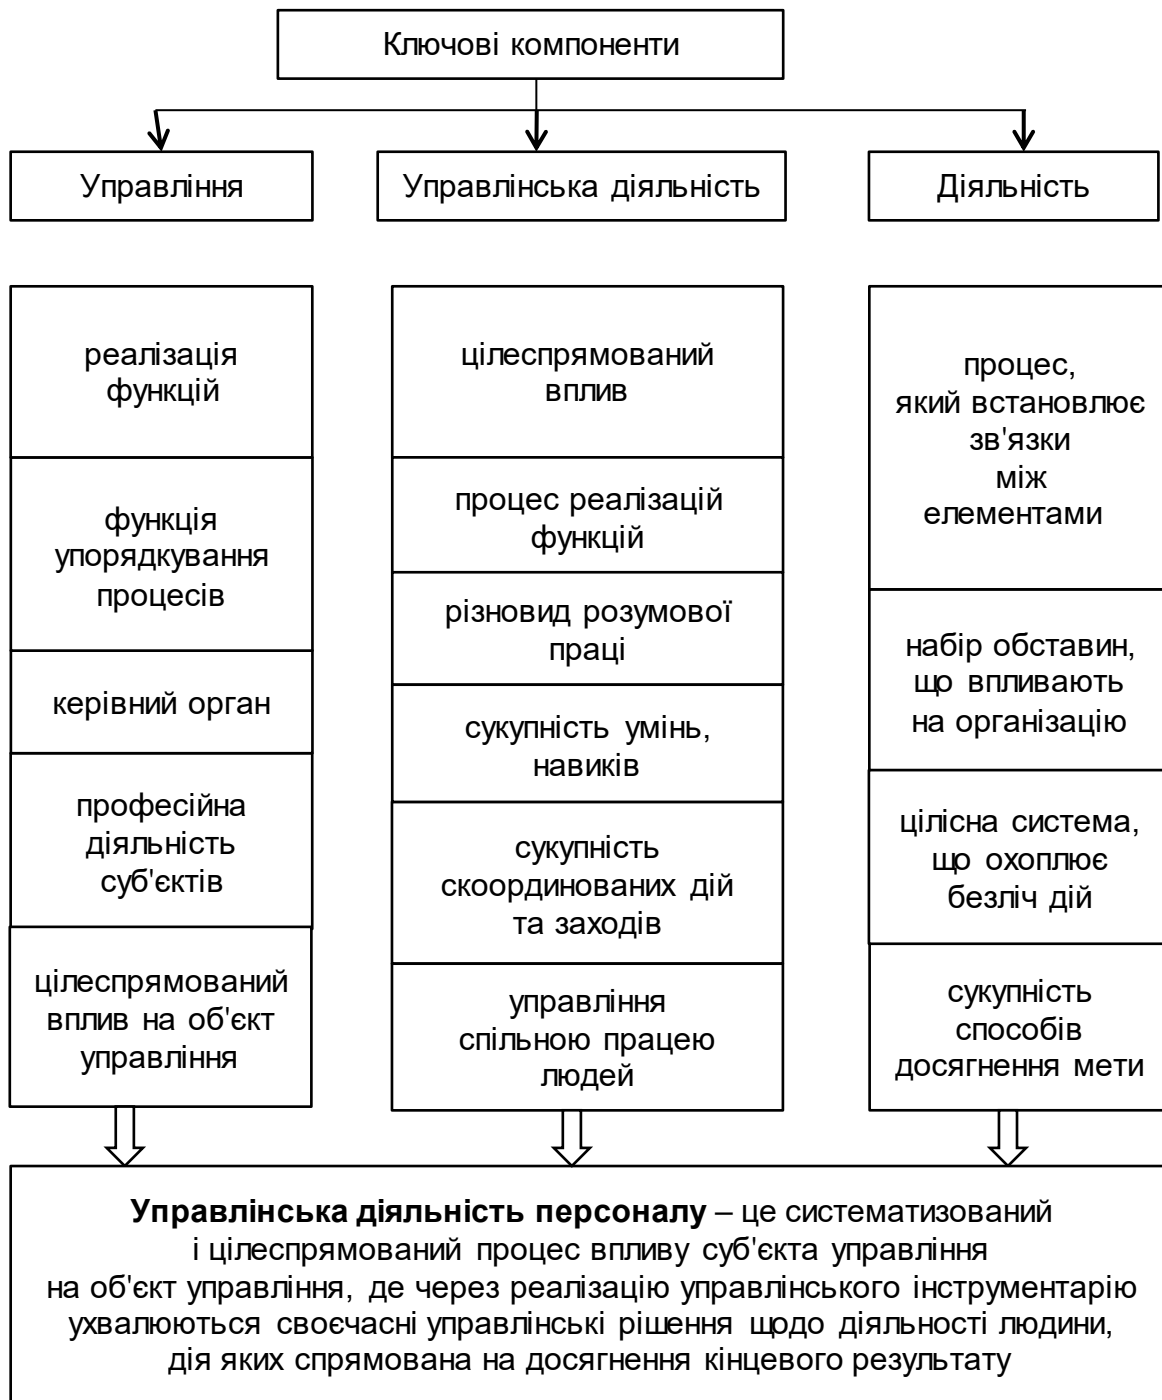 Ключові компоненти
Управління
Управлінська діяльність
Діяльність
реалізація
функцій
функція
упорядкування
процесів
керівний орган
професійна
діяльність
суб'єктів
цілеспрямований
вплив на об'єкт
управління
цілеспрямований
вплив
процес реалізацій
функцій
різновид розумової
праці
сукупність умінь,
навиків
сукупність
скоординованих дій
та заходів
управління
спільною працею
людей
процес,
який встановлює
зв'язки
між
елементами
набір обставин,
що впливають
на організацію
цілісна система,
що охоплює
безліч дій
сукупність
способів
досягнення мети
Управлінська діяльність персоналу – це систематизований
і цілеспрямований процес впливу суб'єкта управління
на об'єкт управління, де через реалізацію управлінського інструментарію
ухвалюються своєчасні управлінські рішення щодо діяльності людини,
дія яких спрямована на досягнення кінцевого результату